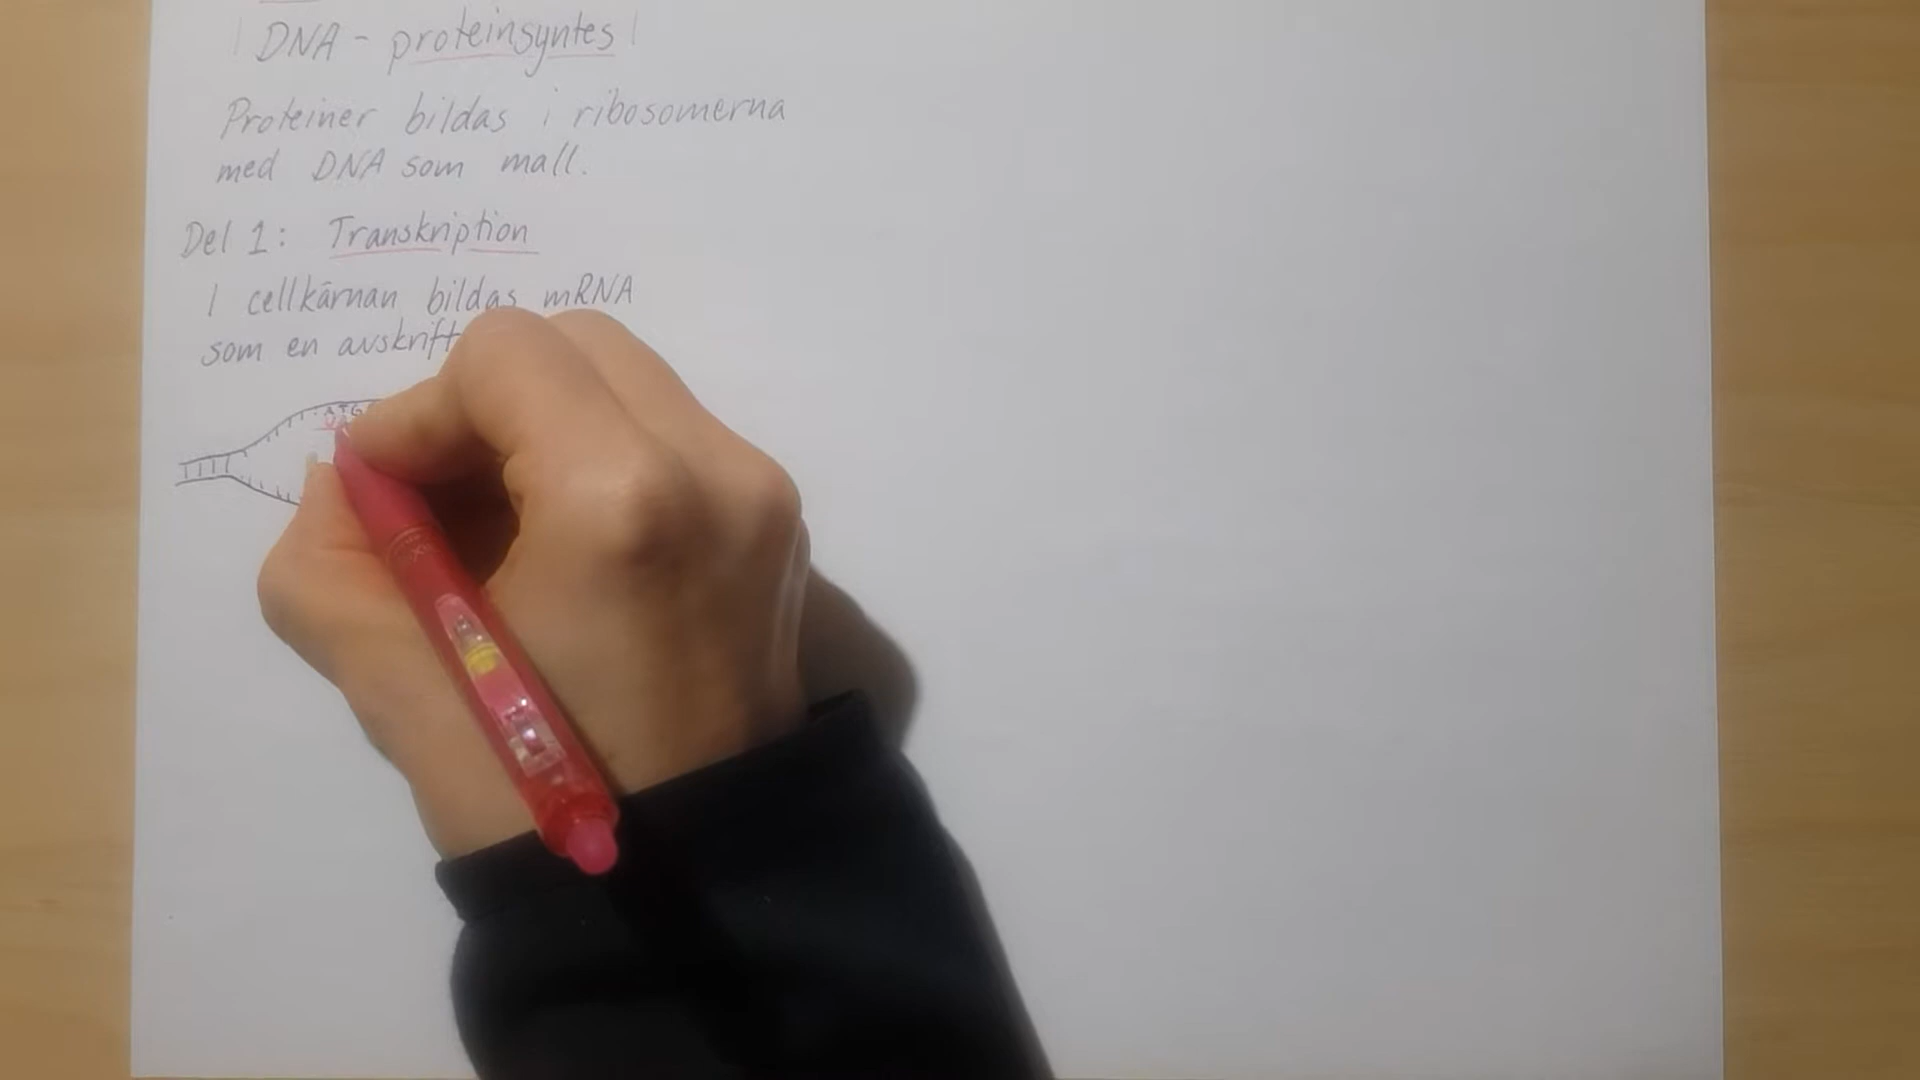 DNA - proteinsyntes
Proteiner bildas i ribosomerna
med DNA som mall.
Del 1: Transkription
I cellkärnan bildas mRNA
som en avskrift
A T G
U